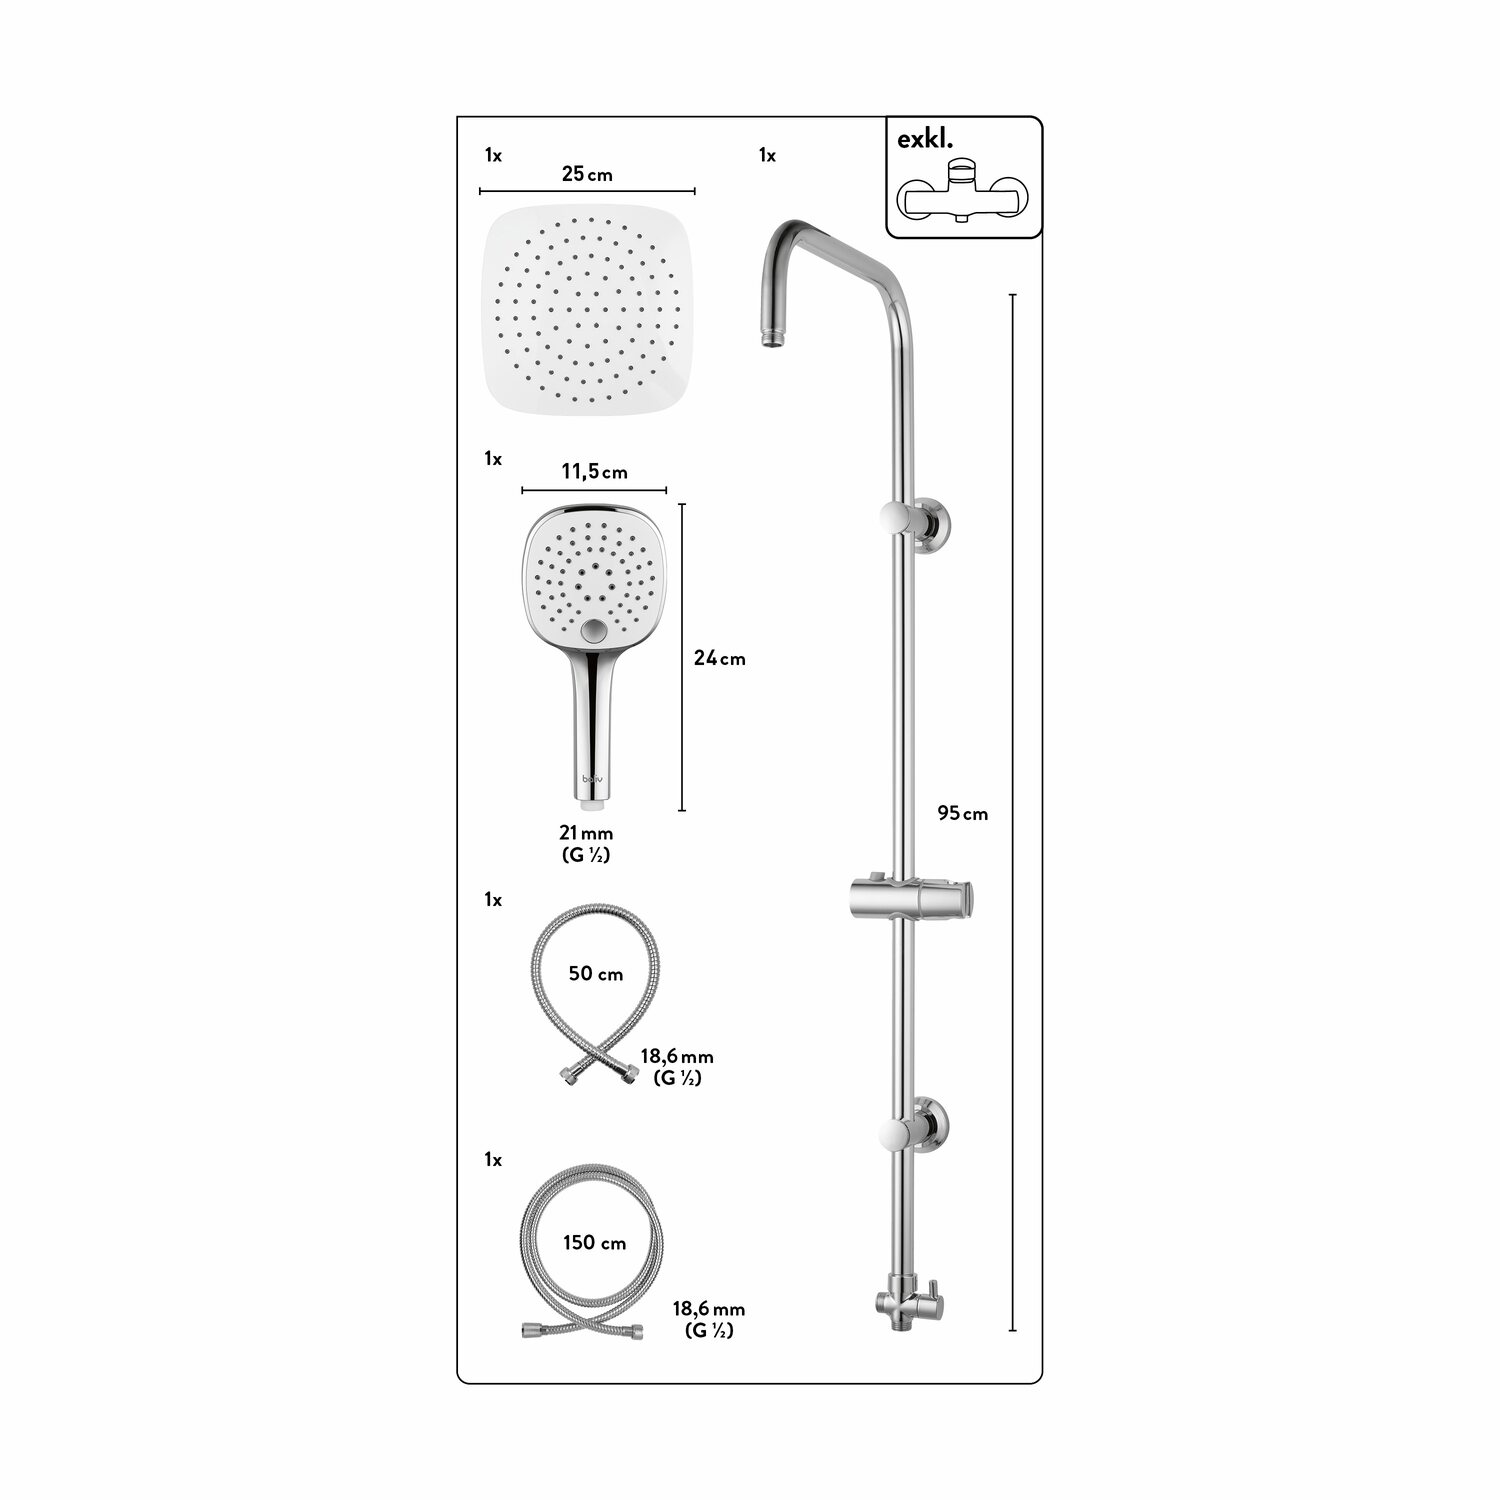 1x
25 cm
1x
exkl.
1x
11,5 cm
24 cm
baliv
21 mm
(G ½)
95 cm
1x
50 cm
18,6 mm
(G ½)
1x
150 cm
18,6 mm
(G ½)